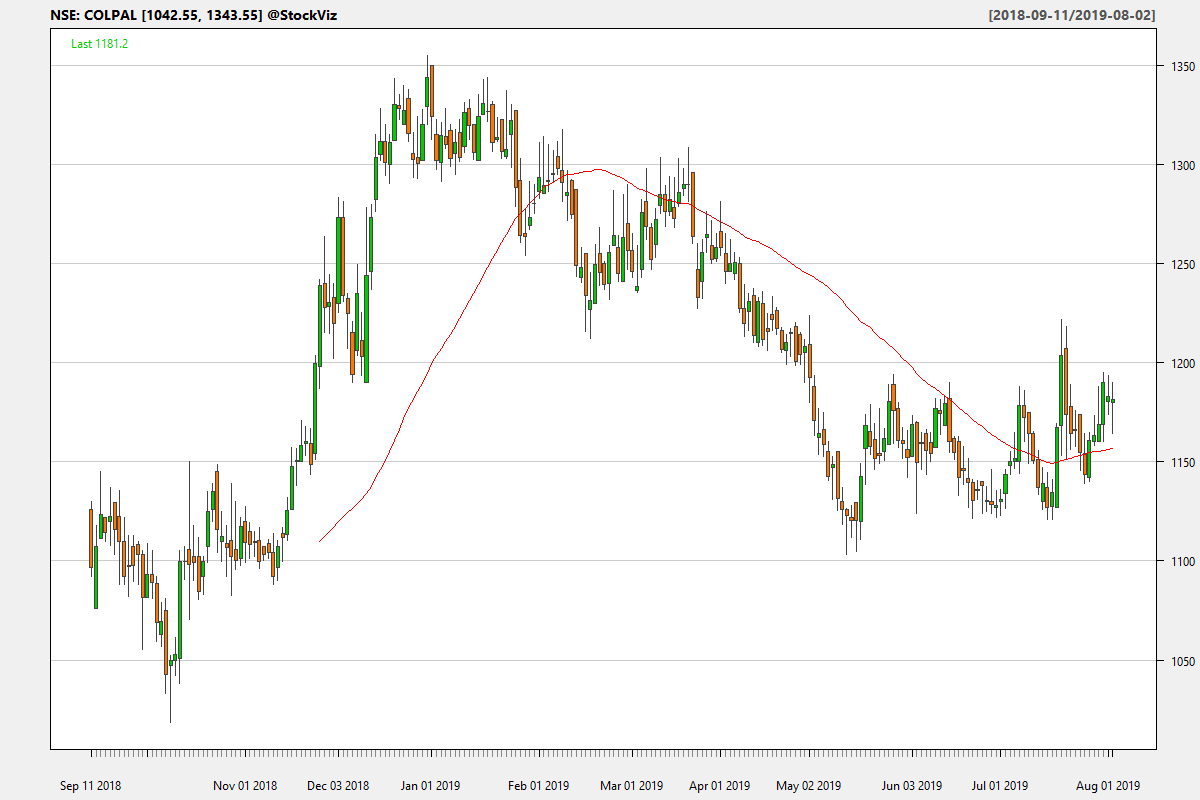 NSE: COLPAL [1042.55, 1343.55] @StockViz
[2018-09-11/2019-08-02]
Last 1181.2
1350
1300
1250
1200
1150
1100
1050
Sep 11 2018
Nov 01 2018
Dec 03 2018
Jan 01 2019
Feb 01 2019
Mar 01 2019
Apr 01 2019
May 02 2019
Jun 03 2019
Jul 01 2019
Aug 01 2019